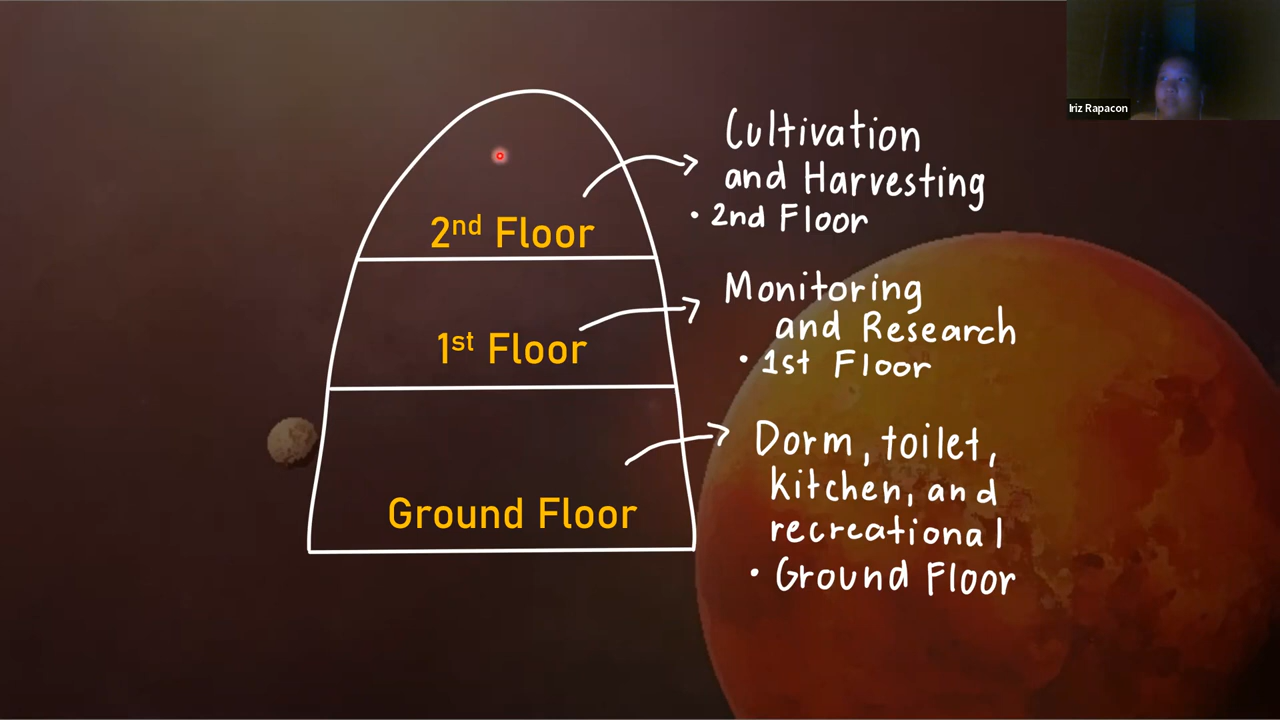 Iriz Rapacon
Cultivation
and Harvesting
• 2nd Floor
2nd Floor
Monitoring
and Research
• 1st Floor
1st Floor
Dorm, toilet,
kitchen, and
recreational
• Ground Floor
Ground Floor